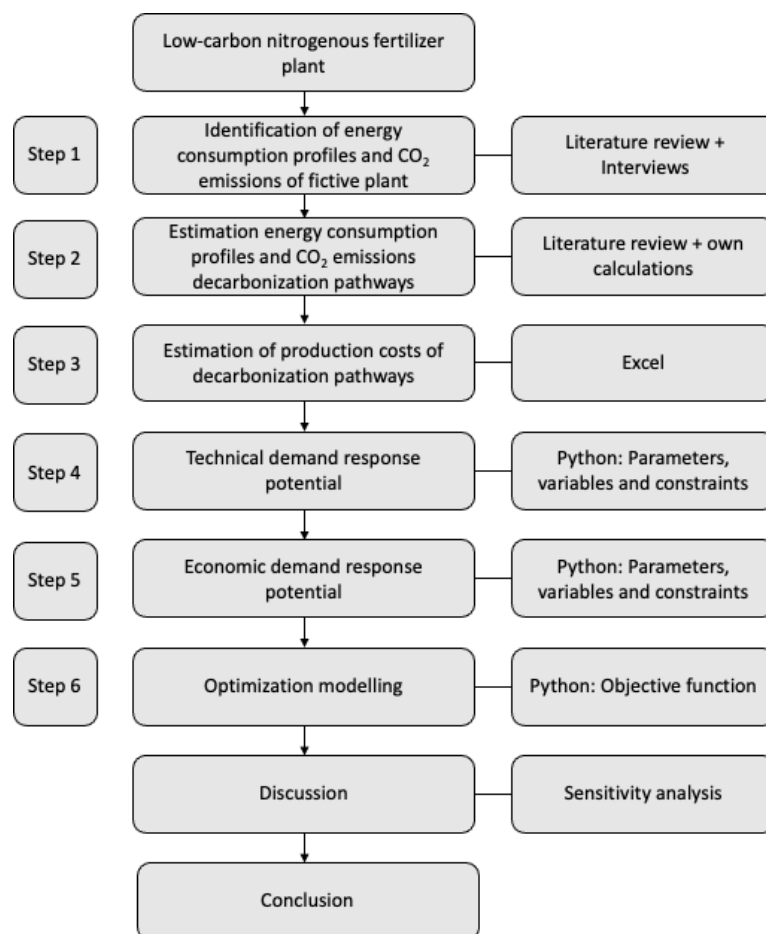 Low-carbon nitrogenous fertilizer
plant
Step 1
Identification of energy
consumption profiles and CO₂
emissions of fictive plant
Literature review +
Interviews
Step 2
Estimation energy consumption
profiles and CO₂ emissions
decarbonization pathways
Literature review + own
calculations
Step 3
Estimation of production costs of
decarbonization pathways
Excel
Step 4
Technical demand response
potential
Python: Parameters,
variables and constraints
Step 5
Economic demand response
potential
Python: Parameters,
variables and constraints
Step 6
Optimization modelling
Python: Objective function
Discussion
Sensitivity analysis
Conclusion